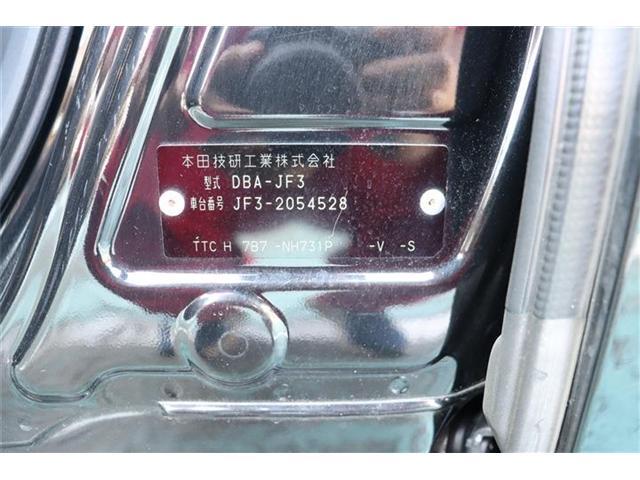 本田技研工業株式会社
型式 DBA-JF3
車台番号 JF3-2054528
TTC H 7B7 -NH731P -V -S